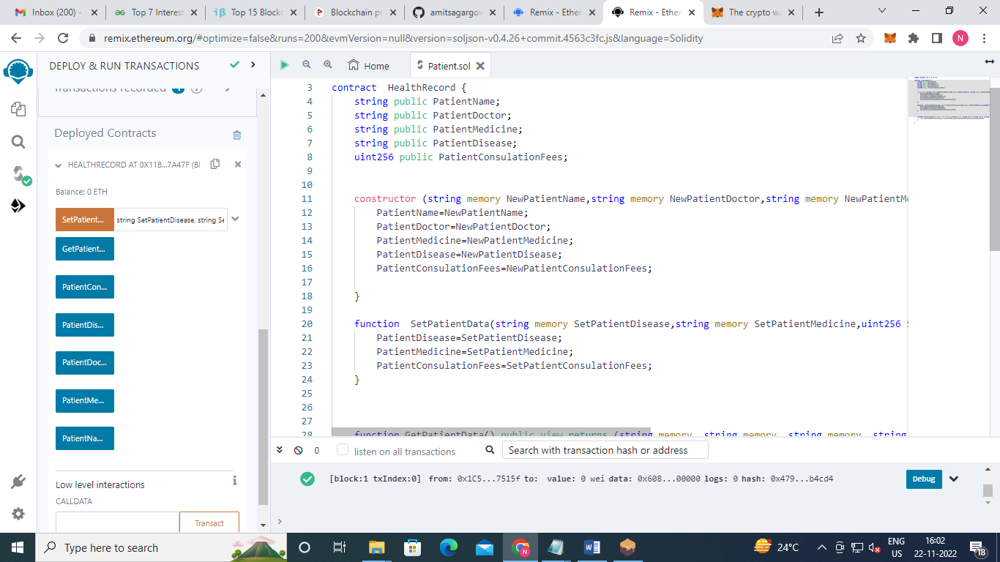 Inbox (200) -
Top 7 Interest
Top 15 Blockc
Blockchain pr
amitsagargov
Remix - Ether
Remix - Ether
The crypto wa
remix.ethereum.org/#optimize=false&runs=200&evmVersion=null&version=soljson-v0.4.26+commit.4563c3fc.js&language=Solidity
N
DEPLOY & RUN TRANSACTIONS
Transactions recorded
Deployed Contracts
HEALTHRECORD AT 0X11B...7A47F (Bl
Balance: 0 ETH
SetPatient... string SetPatientDisease, string Se
GetPatient...
PatientCon...
PatientDis...
PatientDoc...
PatientMe...
PatientNa...
Low level interactions
CALLDATA
Transact
Home
Patient.sol
3 contract  HealthRecord {
4 string public PatientName;
5 string public PatientDoctor;
6 string public PatientMedicine;
7 string public PatientDisease;
8 uint256 public PatientConsulationFees;
9
10
11 constructor (string memory NewPatientName,string memory NewPatientDoctor,string memory NewPatientMe
12 PatientName=NewPatientName;
13 PatientDoctor=NewPatientDoctor;
14 PatientMedicine=NewPatientMedicine;
15 PatientDisease=NewPatientDisease;
16 PatientConsulationFees=NewPatientConsulationFees;
17
18 }
19
20 function  SetPatientData(string memory SetPatientDisease,string memory SetPatientMedicine,uint256 S
21 PatientDisease=SetPatientDisease;
22 PatientMedicine=SetPatientMedicine;
23 PatientConsulationFees=SetPatientConsulationFees;
24 }
25
26
27
28 function GetPatientData() public view returns (string memory, string memory, string memory, string
0 listen on all transactions Search with transaction hash or address
[block:1 txIndex:0] from: 0x1C5...7515f to: value: 0 wei data: 0x608...00000 logs: 0 hash: 0x479...b4cd4 Debug
>
Type here to search
24°C
ENG
US
16:02
22-11-2022
18